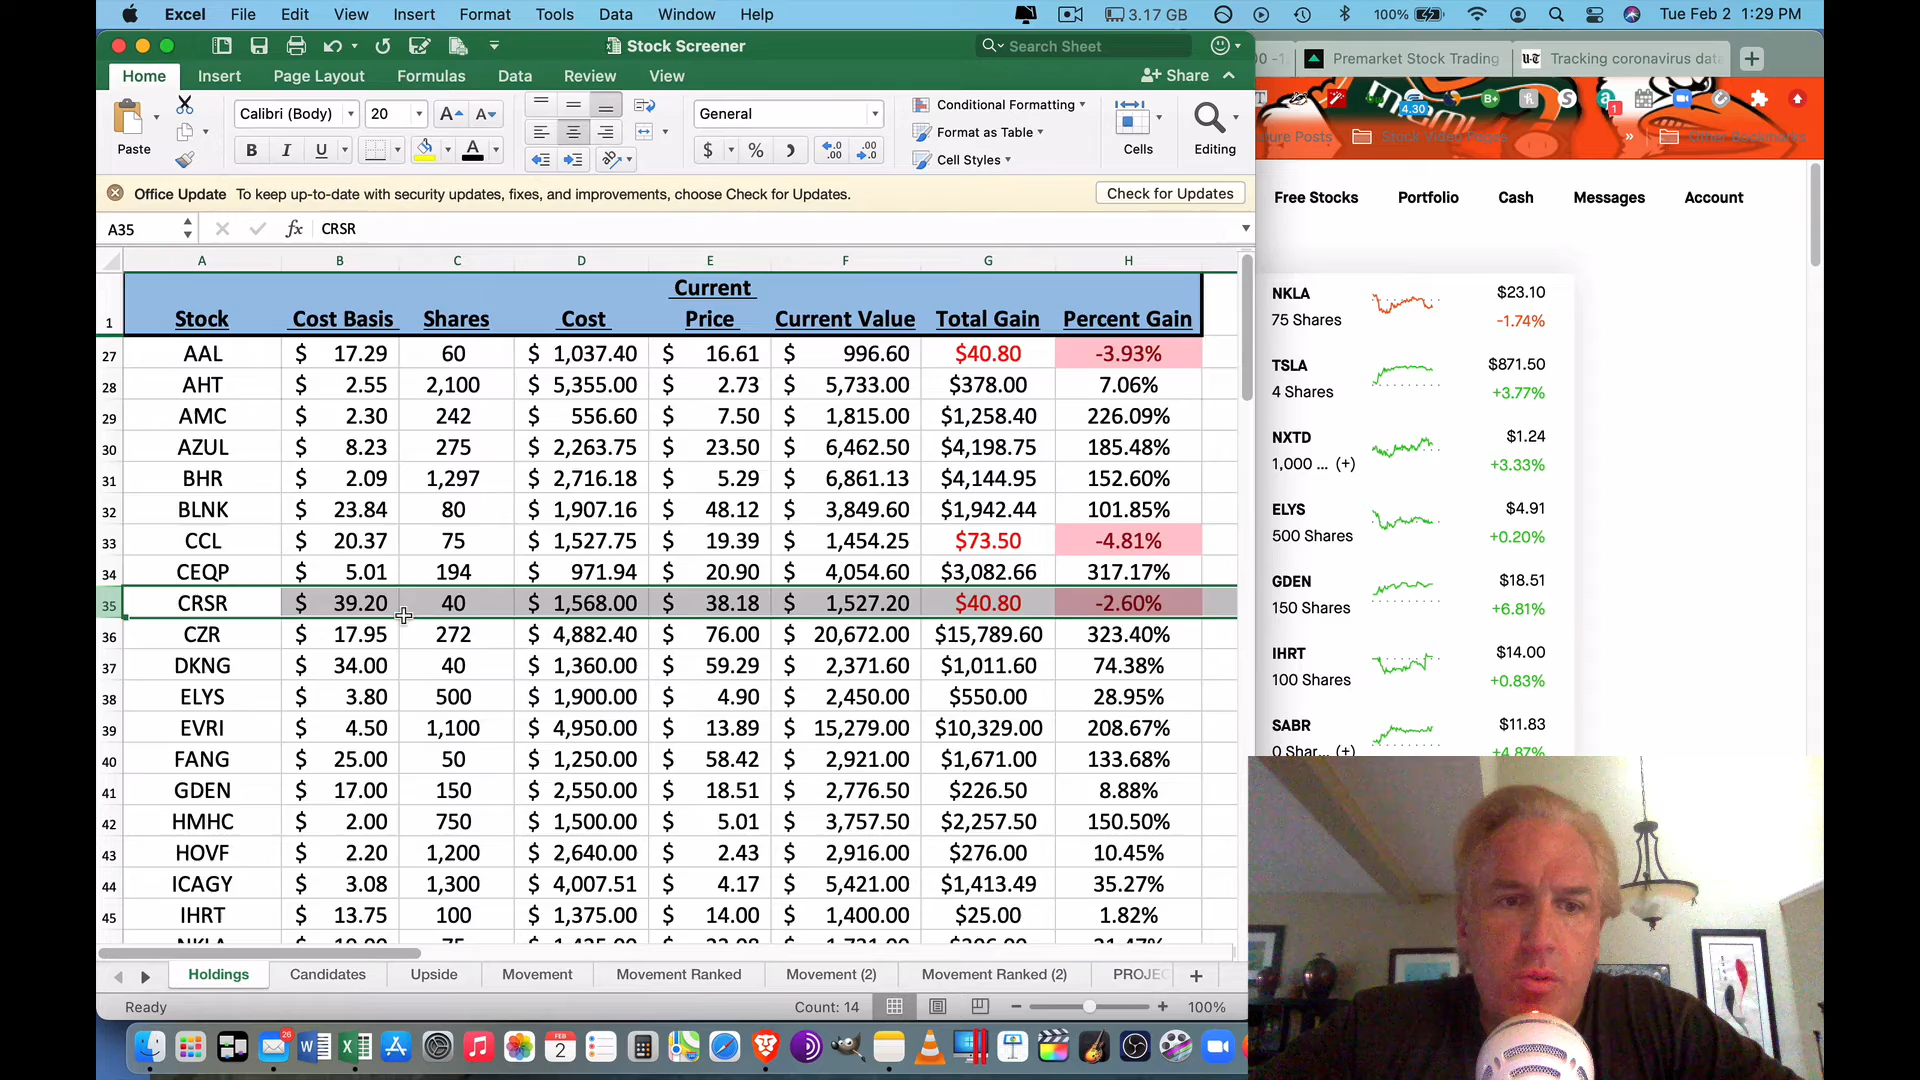 Excel File Edit View Insert Format Tools Data Window Help 3.17 GB 100% Tue Feb 2 1:29 PM
Stock Screener Search Sheet
Premarket Stock Trading Tracking coronavirus data
Home Insert Page Layout Formulas Data Review View Share
Paste Calibri (Body) 20 General Conditional Formatting Format as Table Cell Styles Cells Editing
B I U A $ %
4.30
Stock Video Pages Other Bookmarks
Office Update To keep up-to-date with security updates, fixes, and improvements, choose Check for Updates. Check for Updates
A35 fx CRSR
A B C D E F G H
1 Stock Cost Basis Shares Cost Current Price Current Value Total Gain Percent Gain
27 AAL $ 17.29 60 $ 1,037.40 $ 16.61 $ 996.60 $40.80 -3.93%
28 AHT $ 2.55 2,100 $ 5,355.00 $ 2.73 $ 5,733.00 $378.00 7.06%
29 AMC $ 2.30 242 $ 556.60 $ 7.50 $ 1,815.00 $1,258.40 226.09%
30 AZUL $ 8.23 275 $ 2,263.75 $ 23.50 $ 6,462.50 $4,198.75 185.48%
31 BHR $ 2.09 1,297 $ 2,716.18 $ 5.29 $ 6,861.13 $4,144.95 152.60%
32 BLNK $ 23.84 80 $ 1,907.16 $ 48.12 $ 3,849.60 $1,942.44 101.85%
33 CCL $ 20.37 75 $ 1,527.75 $ 19.39 $ 1,454.25 $73.50 -4.81%
34 CEQP $ 5.01 194 $ 971.94 $ 20.90 $ 4,054.60 $3,082.66 317.17%
35 CRSR $ 39.20 40 $ 1,568.00 $ 38.18 $ 1,527.20 $40.80 -2.60%
36 CZR $ 17.95 272 $ 4,882.40 $ 76.00 $ 20,672.00 $15,789.60 323.40%
37 DKNG $ 34.00 40 $ 1,360.00 $ 59.29 $ 2,371.60 $1,011.60 74.38%
38 ELYS $ 3.80 500 $ 1,900.00 $ 4.90 $ 2,450.00 $550.00 28.95%
39 EVRI $ 4.50 1,100 $ 4,950.00 $ 13.89 $ 15,279.00 $10,329.00 208.67%
40 FANG $ 25.00 50 $ 1,250.00 $ 58.42 $ 2,921.00 $1,671.00 133.68%
41 GDEN $ 17.00 150 $ 2,550.00 $ 18.51 $ 2,776.50 $226.50 8.88%
42 HMHC $ 2.00 750 $ 1,500.00 $ 5.01 $ 3,757.50 $2,257.50 150.50%
43 HOVF $ 2.20 1,200 $ 2,640.00 $ 2.43 $ 2,916.00 $276.00 10.45%
44 ICAGY $ 3.08 1,300 $ 4,007.51 $ 4.17 $ 5,421.00 $1,413.49 35.27%
45 IHRT $ 13.75 100 $ 1,375.00 $ 14.00 $ 1,400.00 $25.00 1.82%
Holdings Candidates Upside Movement Movement Ranked Movement (2) Movement Ranked (2) PROJEC
Ready Count: 14 100%
26 FEB 2
Free Stocks Portfolio Cash Messages Account
NKLA $23.10
75 Shares -1.74%
TSLA $871.50
4 Shares +3.77%
NXTD $1.24
1,000 ... (+) +3.33%
ELYS $4.91
500 Shares +0.20%
GDEN $18.51
150 Shares +6.81%
IHRT $14.00
100 Shares +0.83%
SABR $11.83
0 Shar... (+) +4.87%